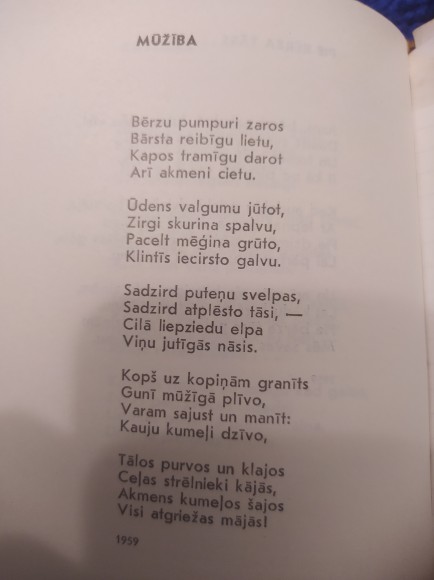 MŪŽĪBA
Bērzu pumpuri zaros
Bārsta reibīgu lietu,
Kapos tramīgu darot
Arī akmeni cietu.
Ūdens valgumu jūtot,
Zirgi skurina spalvu,
Pacelt mēģina grūto,
Klintīs iecirsto galvu.
Sadzird puteņu svelpas,
Sadzird atplēsto tāsi, —
Cilā liepziedu elpa
Viņu jutīgās nāsis.
Kopš uz kopiņām granīts
Gunī mūžīgā plīvo,
Varam sajust un manīt:
Kauju kumeļi dzīvo,
Tālos purvos un klajos
Ceļas strēlnieki kājās,
Akmens kumeļos šajos
Visi atgriežas mājās!
1959